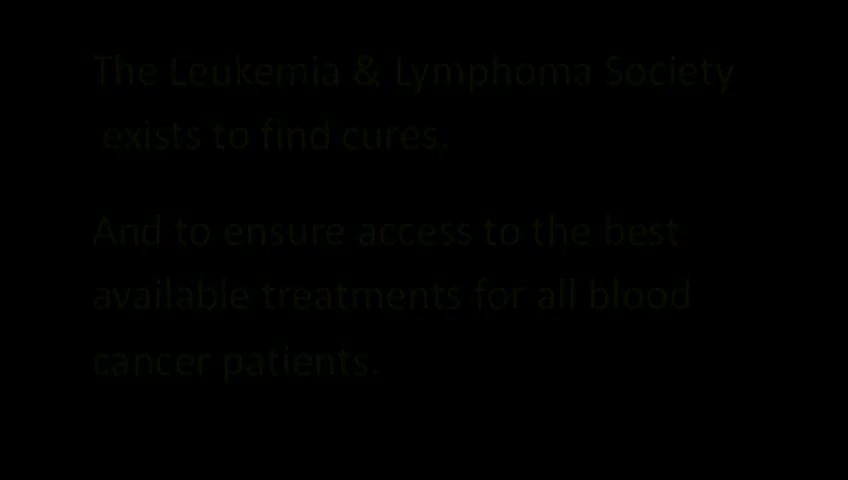 The Leukemia & Lymphoma Society
exists to find cures.
And to ensure access to the best
available treatments for all blood
cancer patients.